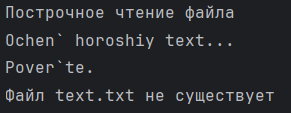 Построчное чтение файла
Ochen` horoshiy text...
Pover`te.
Файл text.txt не существует